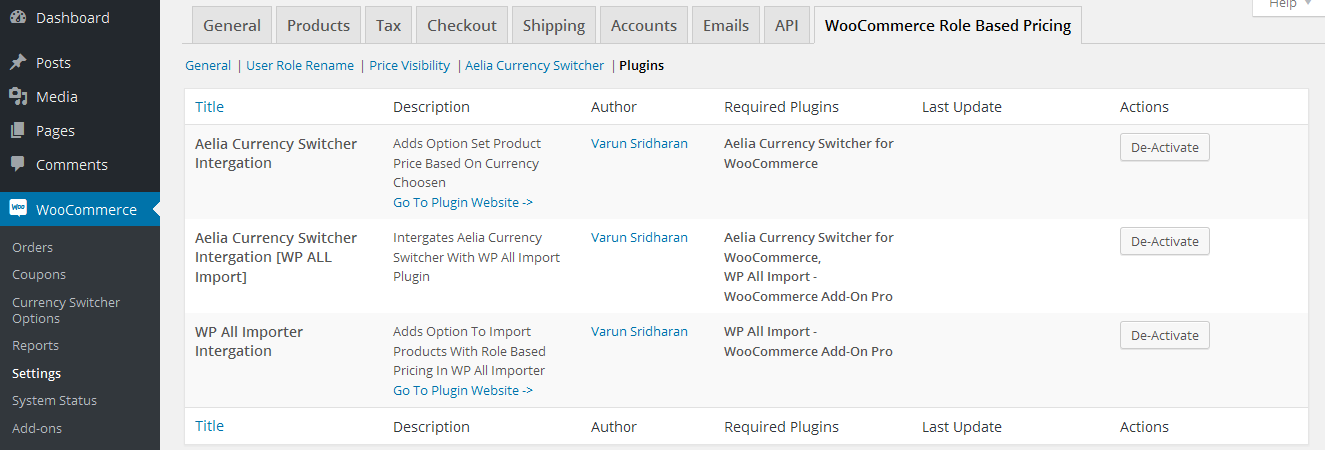 Dashboard
Posts
Media
Pages
Comments
Woo
WooCommerce
Orders
Coupons
Currency Switcher
Options
Reports
Settings
System Status
Add-ons
Help
General
Products
Tax
Checkout
Shipping
Accounts
Emails
API
WooCommerce Role Based Pricing
General | User Role Rename | Price Visibility | Aelia Currency Switcher | Plugins
Title Description Author Required Plugins Last Update Actions
Aelia Currency Switcher
Intergation
Adds Option Set Product
Price Based On Currency
Choosen
Go To Plugin Website ->
Varun Sridharan
Aelia Currency Switcher for
WooCommerce
De-Activate
Aelia Currency Switcher
Intergation [WP ALL
Import]
Intergates Aelia Currency
Switcher With WP All Import
Plugin
Varun Sridharan
Aelia Currency Switcher for
WooCommerce,
WP All Import -
WooCommerce Add-On Pro
De-Activate
WP All Importer
Intergation
Adds Option To Import
Products With Role Based
Pricing In WP All Importer
Go To Plugin Website ->
Varun Sridharan
WP All Import -
WooCommerce Add-On Pro
De-Activate
Title Description Author Required Plugins Last Update Actions